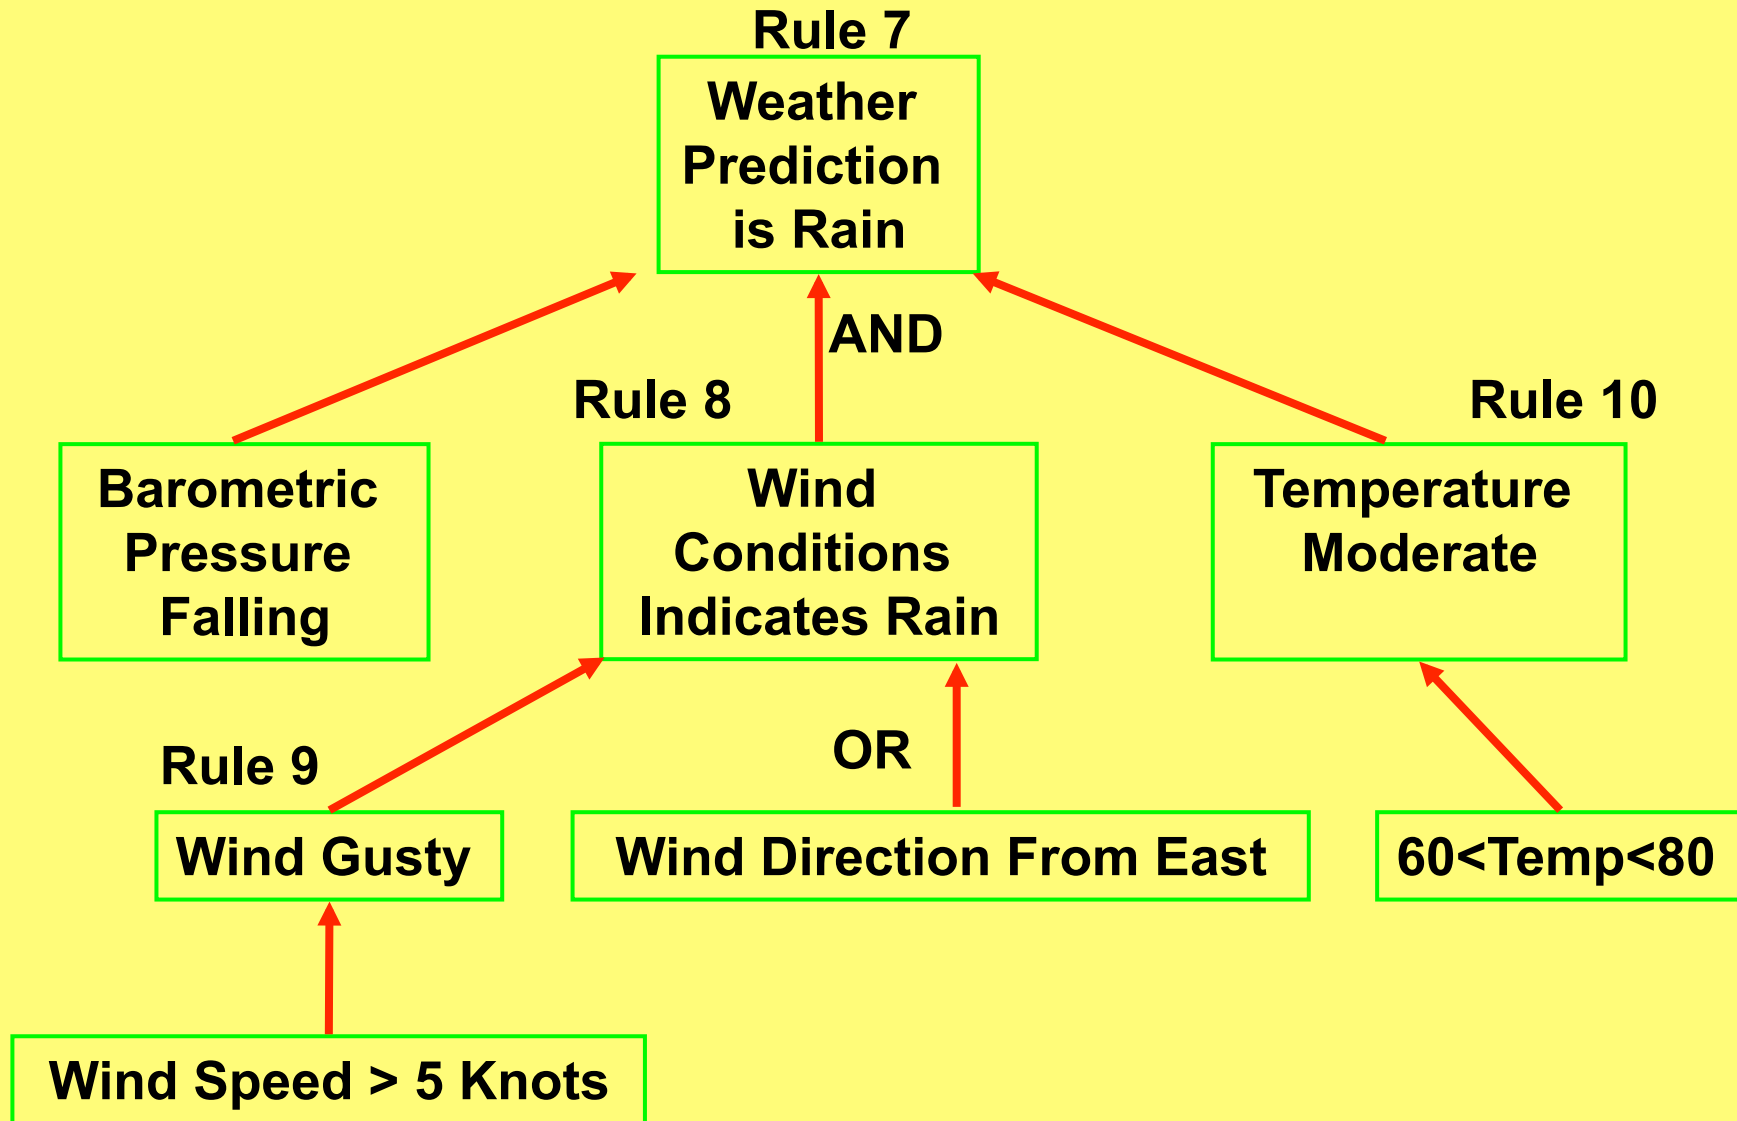 Rule 7
Weather
Prediction
is Rain
AND
Rule 8
Rule 10
Barometric
Pressure
Falling
Wind
Conditions
Indicates Rain
Temperature
Moderate
Rule 9
OR
Wind Gusty
Wind Direction From East
60<Temp<80
Wind Speed > 5 Knots